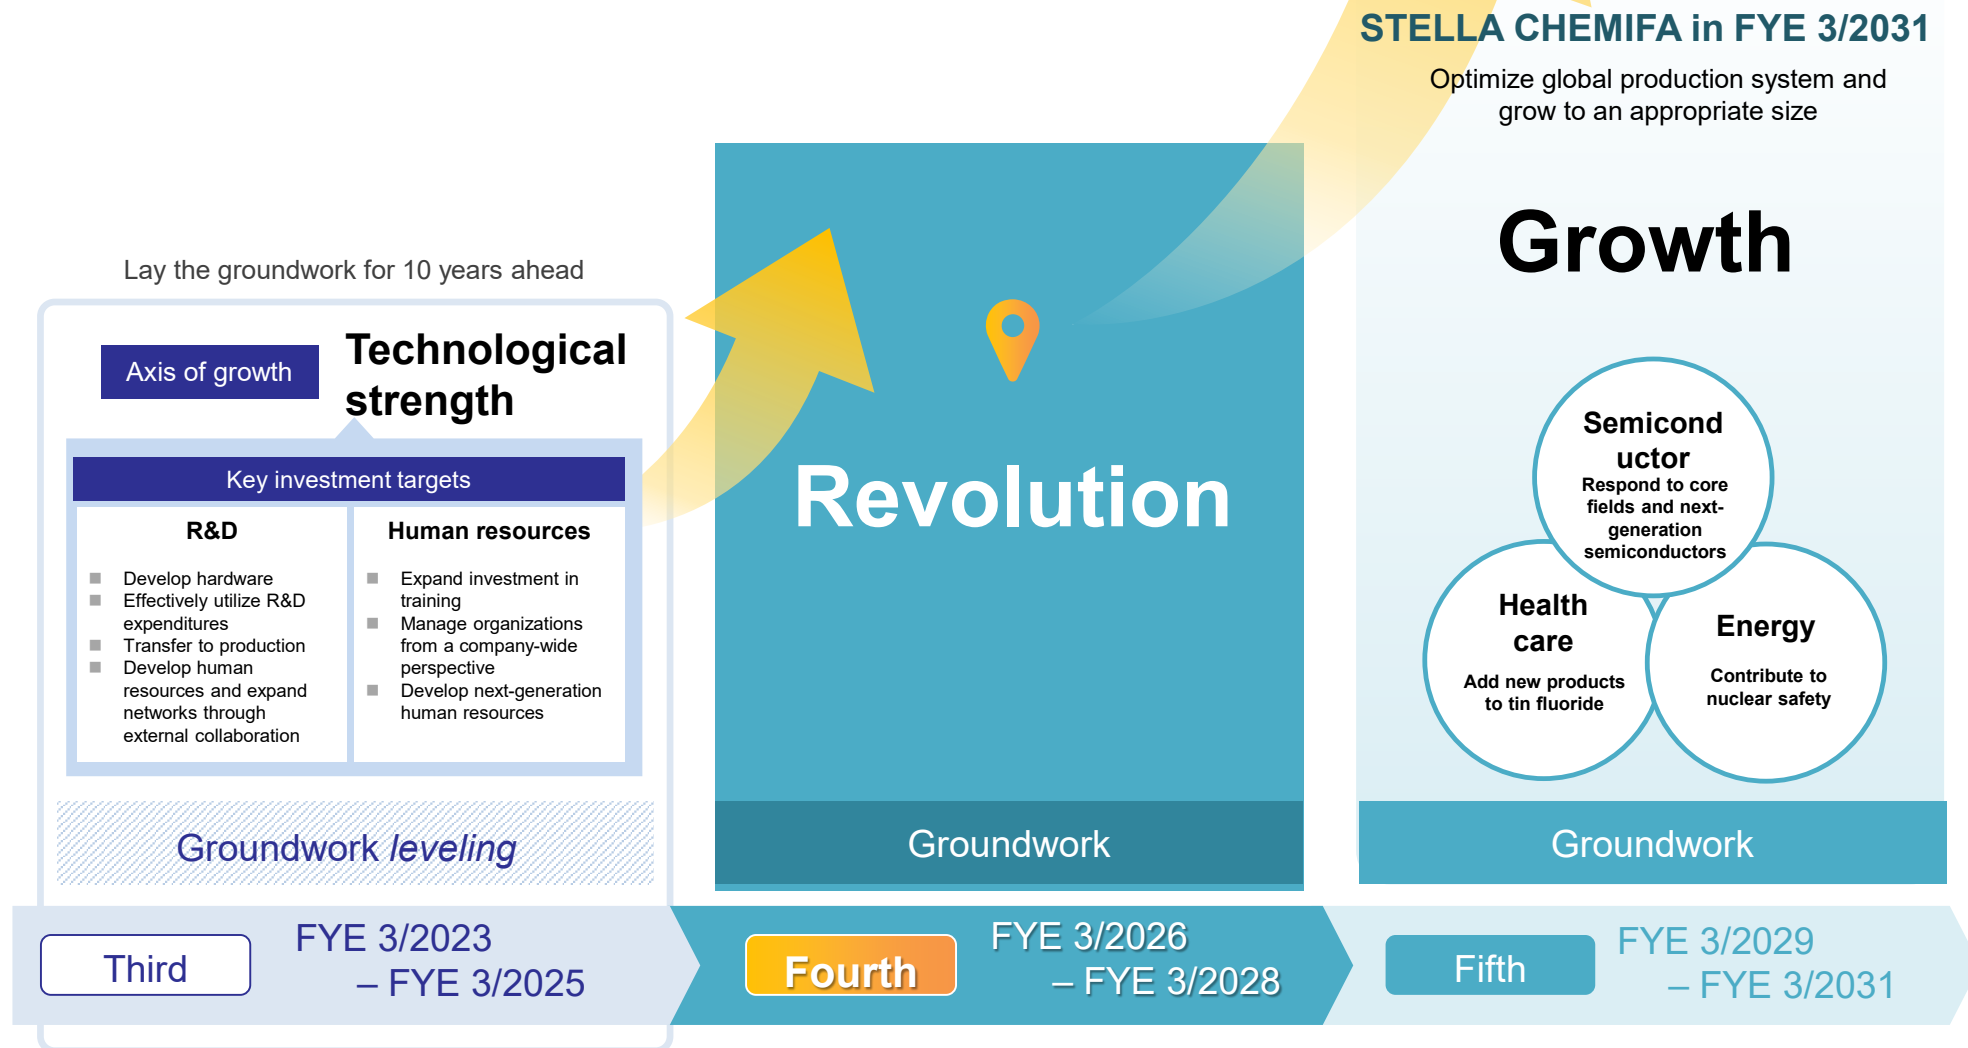 STELLA CHEMIFA in FYE 3/2031
Optimize global production system and
grow to an appropriate size
Growth
Semicond
uctor
Respond to core
fields and next-
generation
semiconductors
Health
care
Add new products
to tin fluoride
Energy
Contribute to
nuclear safety
Groundwork
Revolution
Groundwork
Lay the groundwork for 10 years ahead
Axis of growth
Technological
strength
Key investment targets
R&D
Develop hardware
Effectively utilize R&D
expenditures
Transfer to production
Develop human
resources and expand
networks through
external collaboration
Human resources
Expand investment in
training
Manage organizations
from a company-wide
perspective
Develop next-generation
human resources
Groundwork leveling
Third
FYE 3/2023
– FYE 3/2025
Fourth
FYE 3/2026
– FYE 3/2028
Fifth
FYE 3/2029
– FYE 3/2031